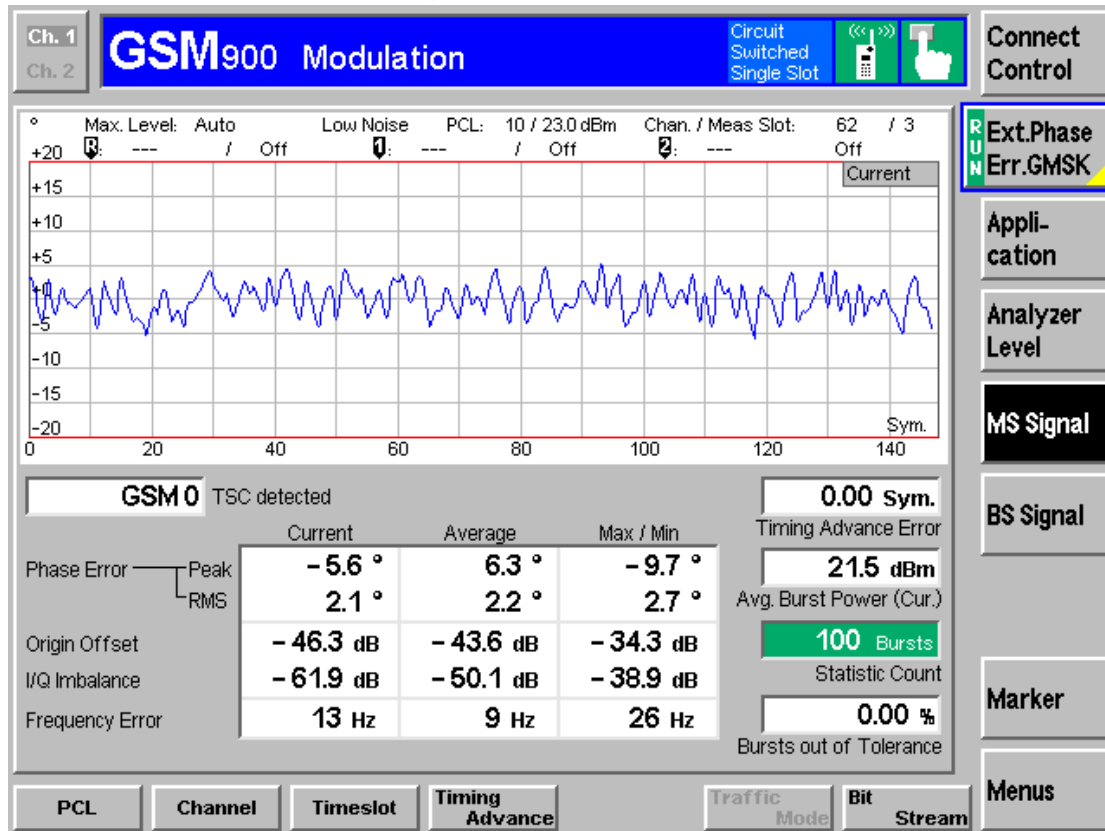 Ch. 1
Ch. 2
GSM900 Modulation
Circuit
Switched
Single Slot
Connect
Control
° Max. Level: Auto Low Noise PCL: 10 / 23.0 dBm Chan. / Meas Slot: 62 / 3
R: --- / Off 1: --- / Off 2: --- Off
Current
+20
+15
+10
+5
+0
-5
-10
-15
-20
Sym.
0 20 40 60 80 100 120 140
RUN
Ext.Phase
Err.GMSK
Appli-
cation
Analyzer
Level
MS Signal
BS Signal
Marker
Menus
GSM 0 TSC detected
Current Average Max / Min
Phase Error Peak -5.6 ° 6.3 ° -9.7 °
RMS 2.1 ° 2.2 ° 2.7 °
Origin Offset -46.3 dB -43.6 dB -34.3 dB
I/Q Imbalance -61.9 dB -50.1 dB -38.9 dB
Frequency Error 13 Hz 9 Hz 26 Hz
0.00 Sym.
Timing Advance Error
21.5 dBm
Avg. Burst Power (Cur.)
100 Bursts
Statistic Count
0.00 %
Bursts out of Tolerance
PCL
Channel
Timeslot
Timing
Advance
Traffic
Mode
Bit
Stream